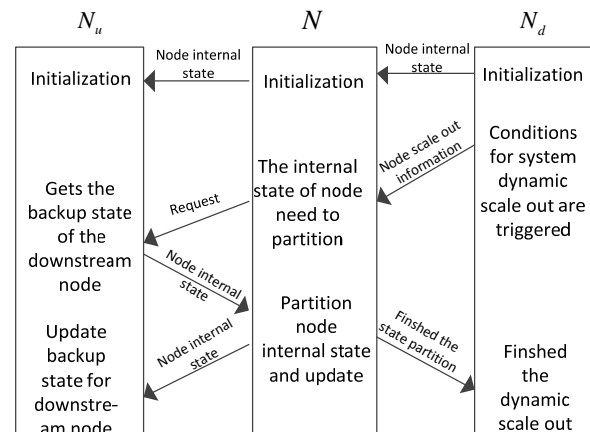 N_u
N
N_d
Initialization
Node internal
state
Initialization
Node internal
state
Initialization
Conditions
for system
dynamic
scale out are
triggered
Node scale out
information
The internal
state of node
need to
partition
Request
Gets the
backup state
of the
downstream
node
Node internal
state
Partition
node
internal state
and update
Node internal
state
Update
backup
state for
downstre-
am node
Finshed the
state partition
Finshed
the
dynamic
scale out